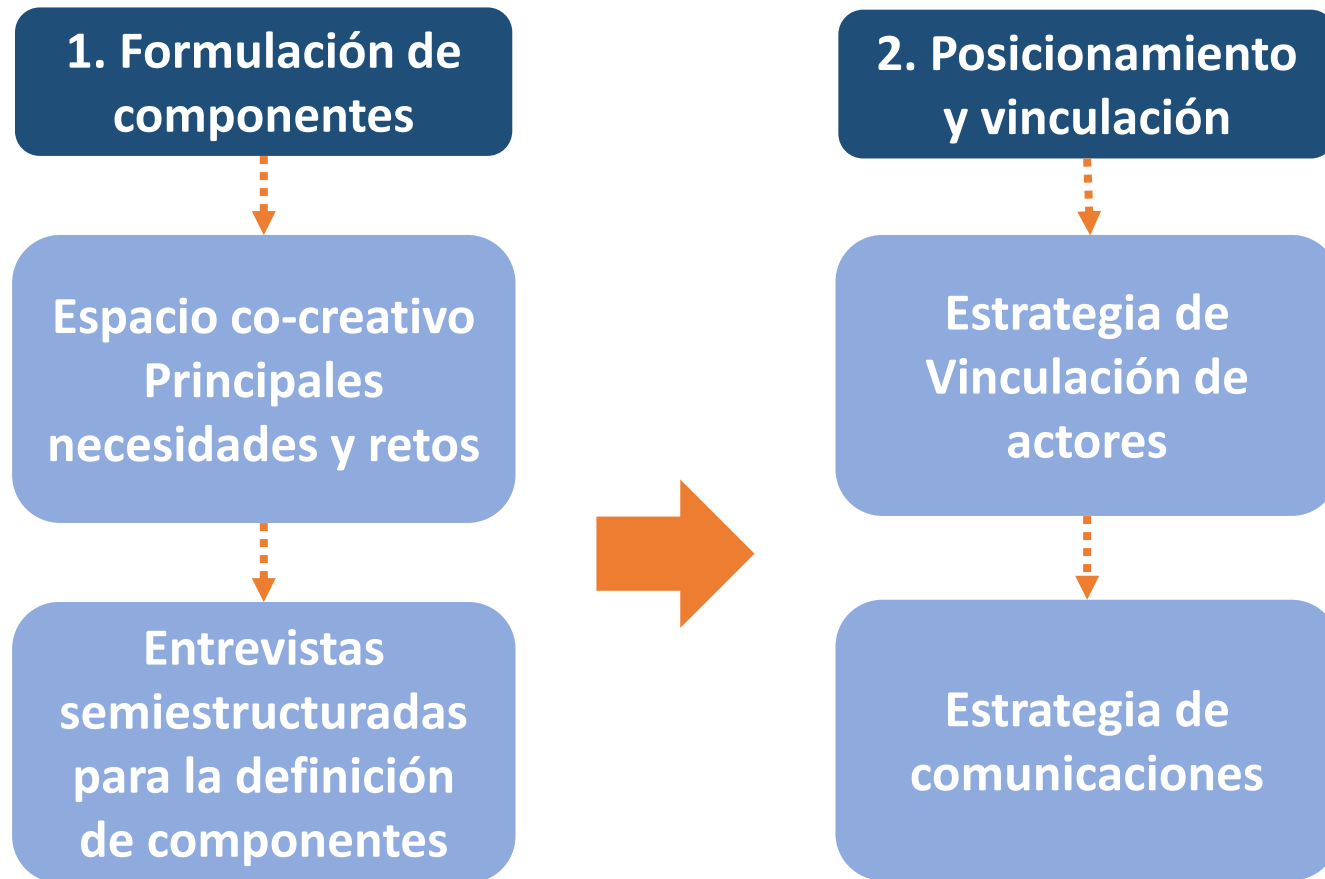 1. Formulación de
componentes
Espacio co-creativo
Principales
necesidades y retos
Entrevistas
semiestructuradas
para la definición
de componentes
2. Posicionamiento
y vinculación
Estrategia de
Vinculación de
actores
Estrategia de
comunicaciones